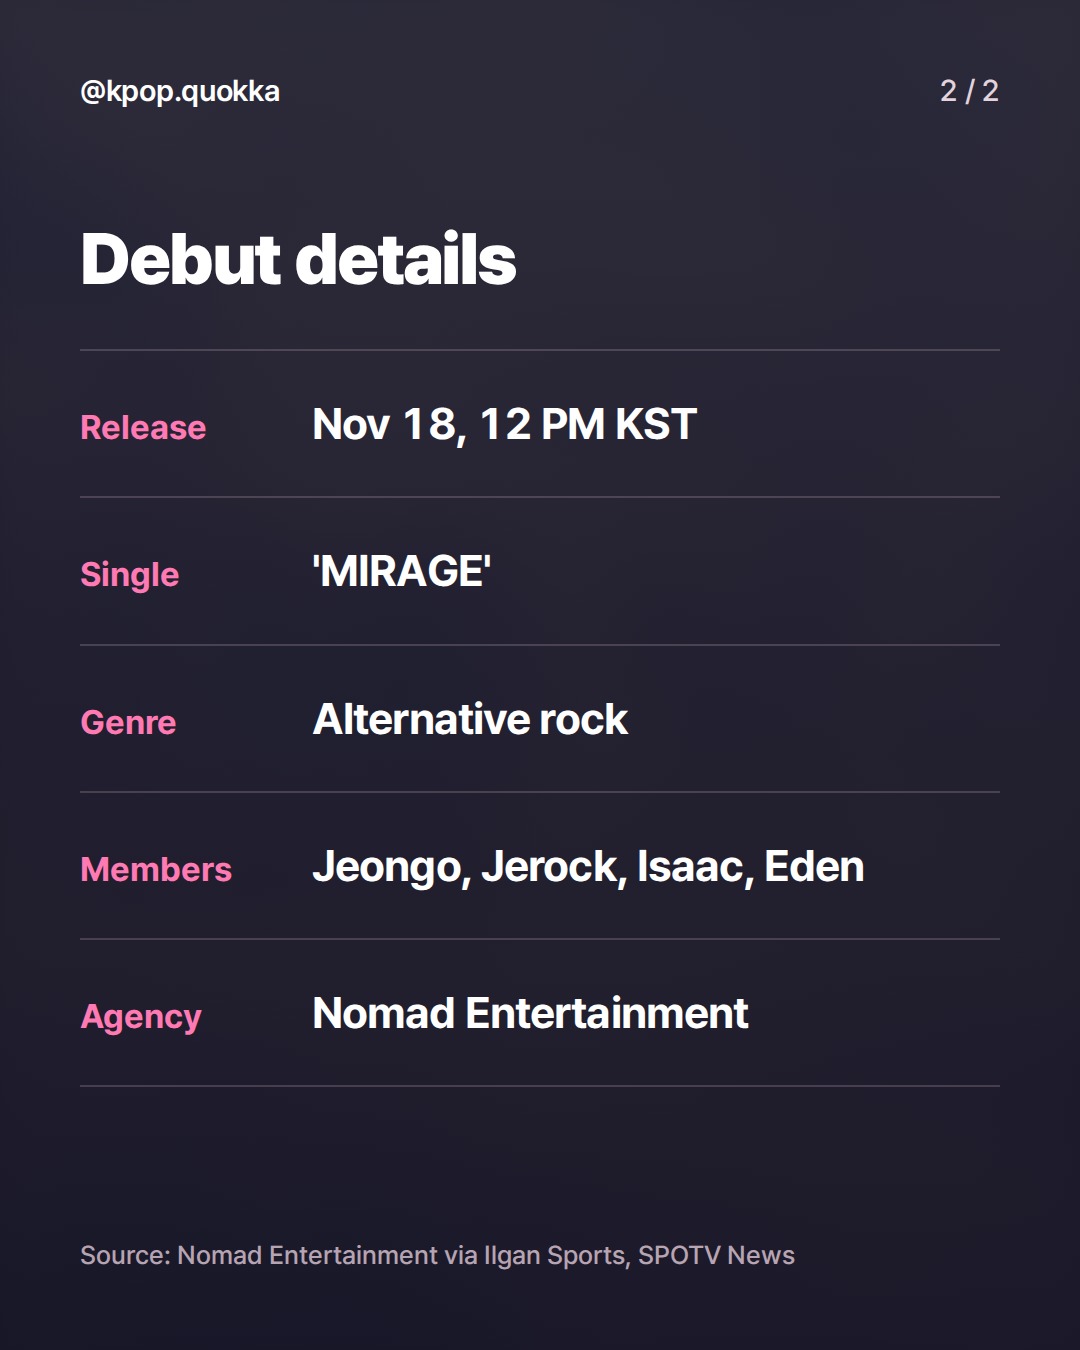 @kpop.quokka
2 / 2
Debut details
Release Nov 18, 12 PM KST
Single 'MIRAGE'
Genre Alternative rock
Members Jeongo, Jerock, Isaac, Eden
Agency Nomad Entertainment
Source: Nomad Entertainment via Ilgan Sports, SPOTV News